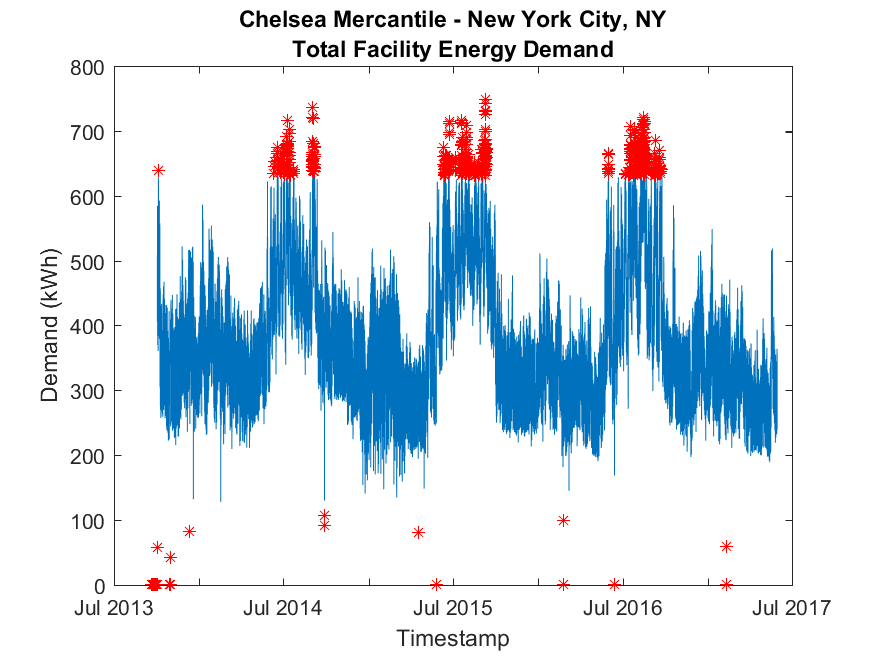 Chelsea Mercantile - New York City, NY
Total Facility Energy Demand
800
700
600
500
400
300
200
100
0
Demand (kWh)
Jul 2013 Jul 2014 Jul 2015 Jul 2016 Jul 2017
Timestamp